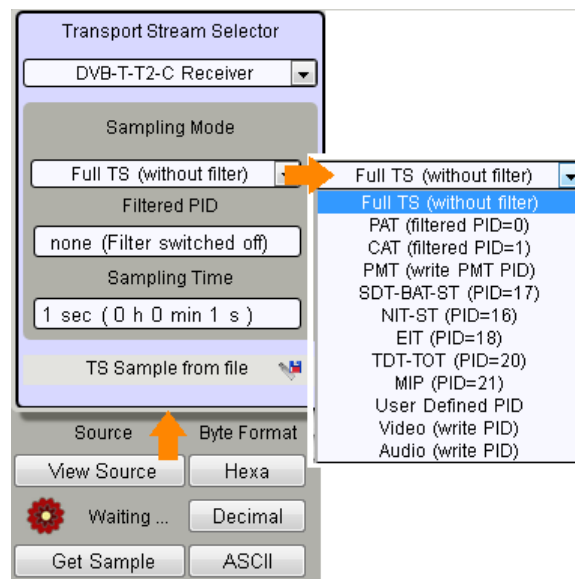 Transport Stream Selector
DVB-T-T2-C Receiver
Sampling Mode
Full TS (without filter)
Filtered PID
none (Filter switched off)
Sampling Time
1 sec ( 0 h 0 min 1 s )
TS Sample from file
Source Byte Format
View Source Hexa
Waiting ... Decimal
Get Sample ASCII
Full TS (without filter)
Full TS (without filter)
PAT (filtered PID=0)
CAT (filtered PID=1)
PMT (write PMT PID)
SDT-BAT-ST (PID=17)
NIT-ST (PID=16)
EIT (PID=18)
TDT-TOT (PID=20)
MIP (PID=21)
User Defined PID
Video (write PID)
Audio (write PID)